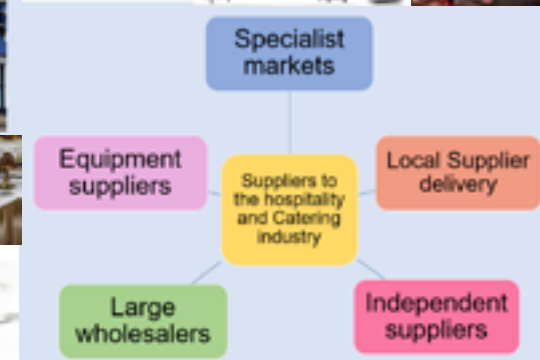 Specialist
markets
Equipment
suppliers
Suppliers to
the hospitality
and Catering
industry
Local Supplier
delivery
Large
wholesalers
Independent
suppliers